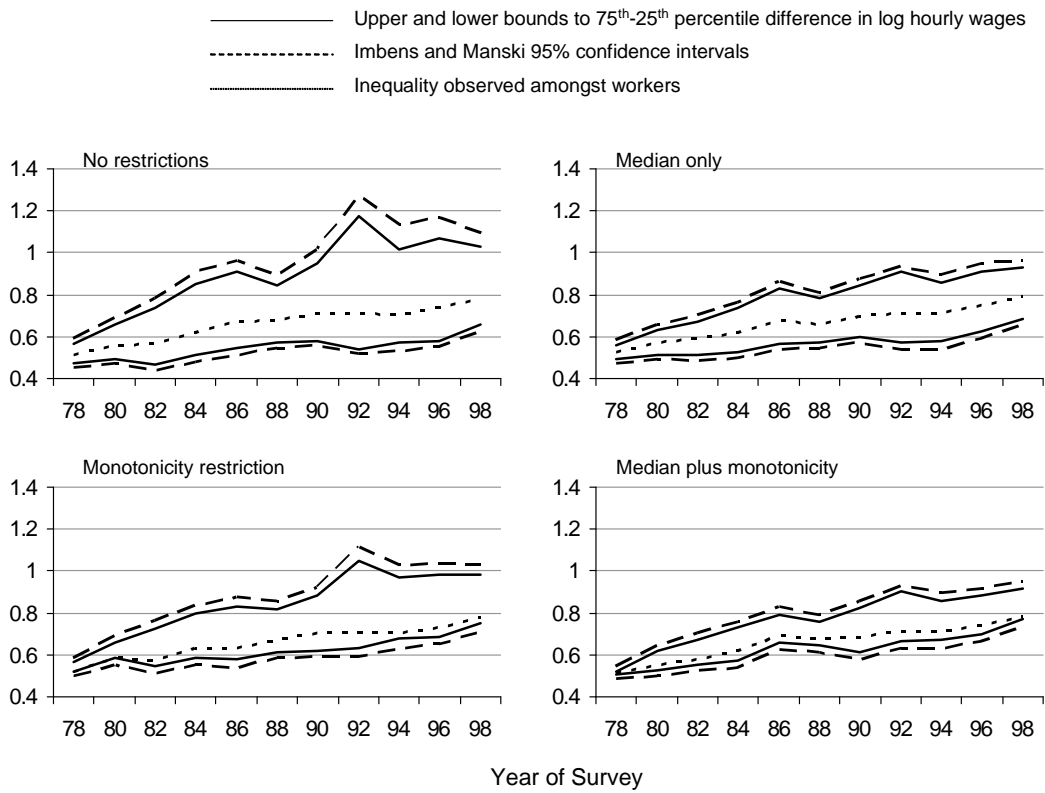 Upper and lower bounds to 75th-25th percentile difference in log hourly wages
Imbens and Manski 95% confidence intervals
Inequality observed amongst workers
No restrictions
1.4
1.2
1
0.8
0.6
0.4
78 80 82 84 86 88 90 92 94 96 98
Median only
1.4
1.2
1
0.8
0.6
0.4
78 80 82 84 86 88 90 92 94 96 98
Monotonicity restriction
1.4
1.2
1
0.8
0.6
0.4
78 80 82 84 86 88 90 92 94 96 98
Median plus monotonicity
1.4
1.2
1
0.8
0.6
0.4
78 80 82 84 86 88 90 92 94 96 98
Year of Survey